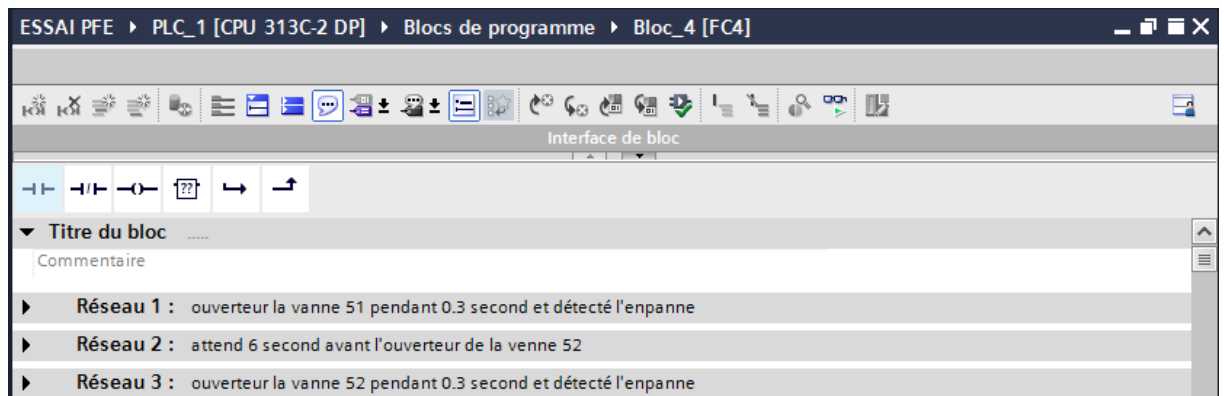 ESSAI PFE ▸ PLC_1 [CPU 313C-2 DP] ▸ Blocs de programme ▸ Bloc_4 [FC4]
Interface de bloc
??
Titre du bloc .....
Commentaire
Réseau 1 : ouverteur la vanne 51 pendant 0.3 second et détecté l'enpanne
Réseau 2 : attend 6 second avant l'ouverteur de la venne 52
Réseau 3 : ouverteur la vanne 52 pendant 0.3 second et détecté l'enpanne